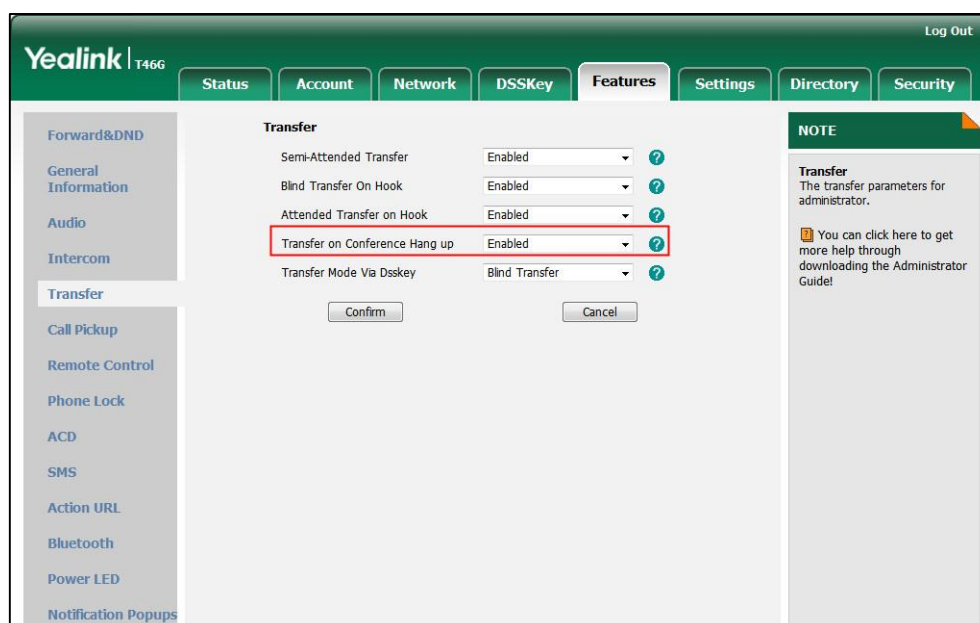 Log Out
Yealink T46G
Status Account Network DSSKey Features Settings Directory Security
Forward&DND
General
Information
Audio
Intercom
Transfer
Call Pickup
Remote Control
Phone Lock
ACD
SMS
Action URL
Bluetooth
Power LED
Notification Popups
Transfer
Semi-Attended Transfer Enabled ?
Blind Transfer On Hook Enabled ?
Attended Transfer on Hook Enabled ?
Transfer on Conference Hang up Enabled ?
Transfer Mode Via Dsskey Blind Transfer ?
Confirm Cancel
NOTE
Transfer
The transfer parameters for
administrator.
? You can click here to get
more help through
downloading the Administrator
Guide!